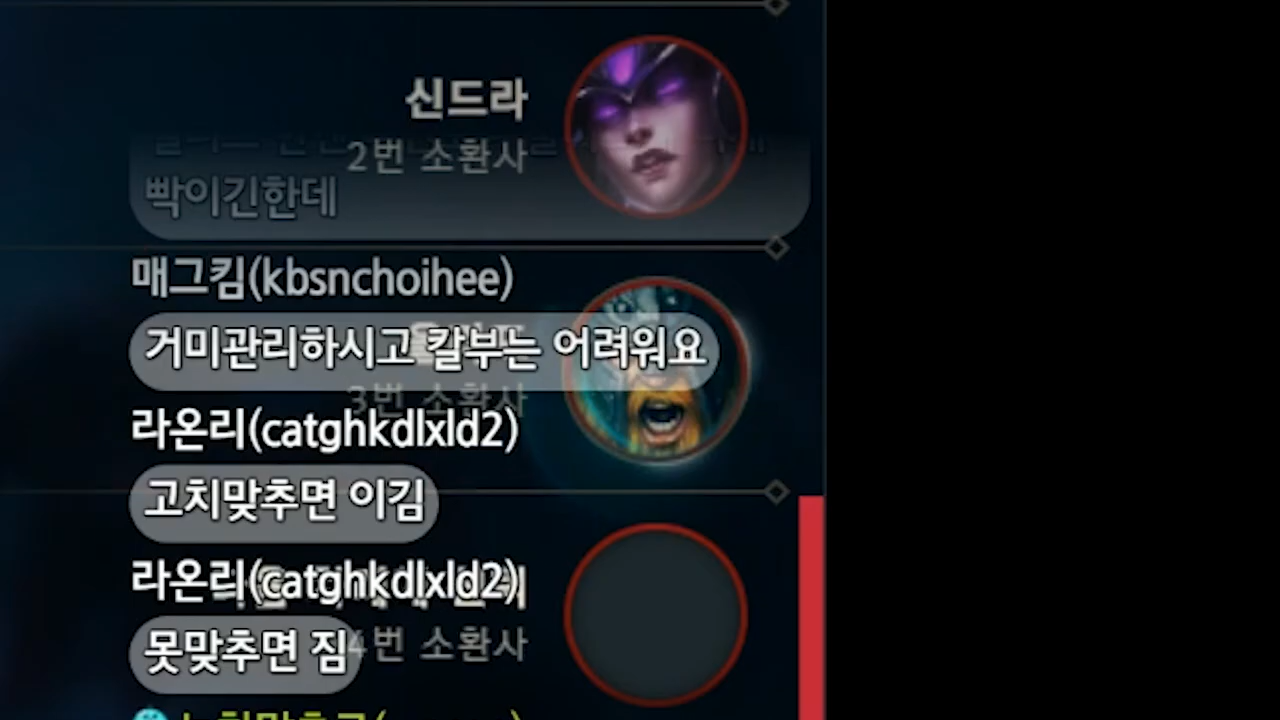 신드라
2번 소환사
빡이긴한데
매그킴(kbsnchoihee)
거미관리하시고 칼부는 어려워요
3번 소환사
라온리(catghkdlxld2)
고치맞추면 이김
라온리(catghkdlxld2)
못맞추면 짐
4번 소환사